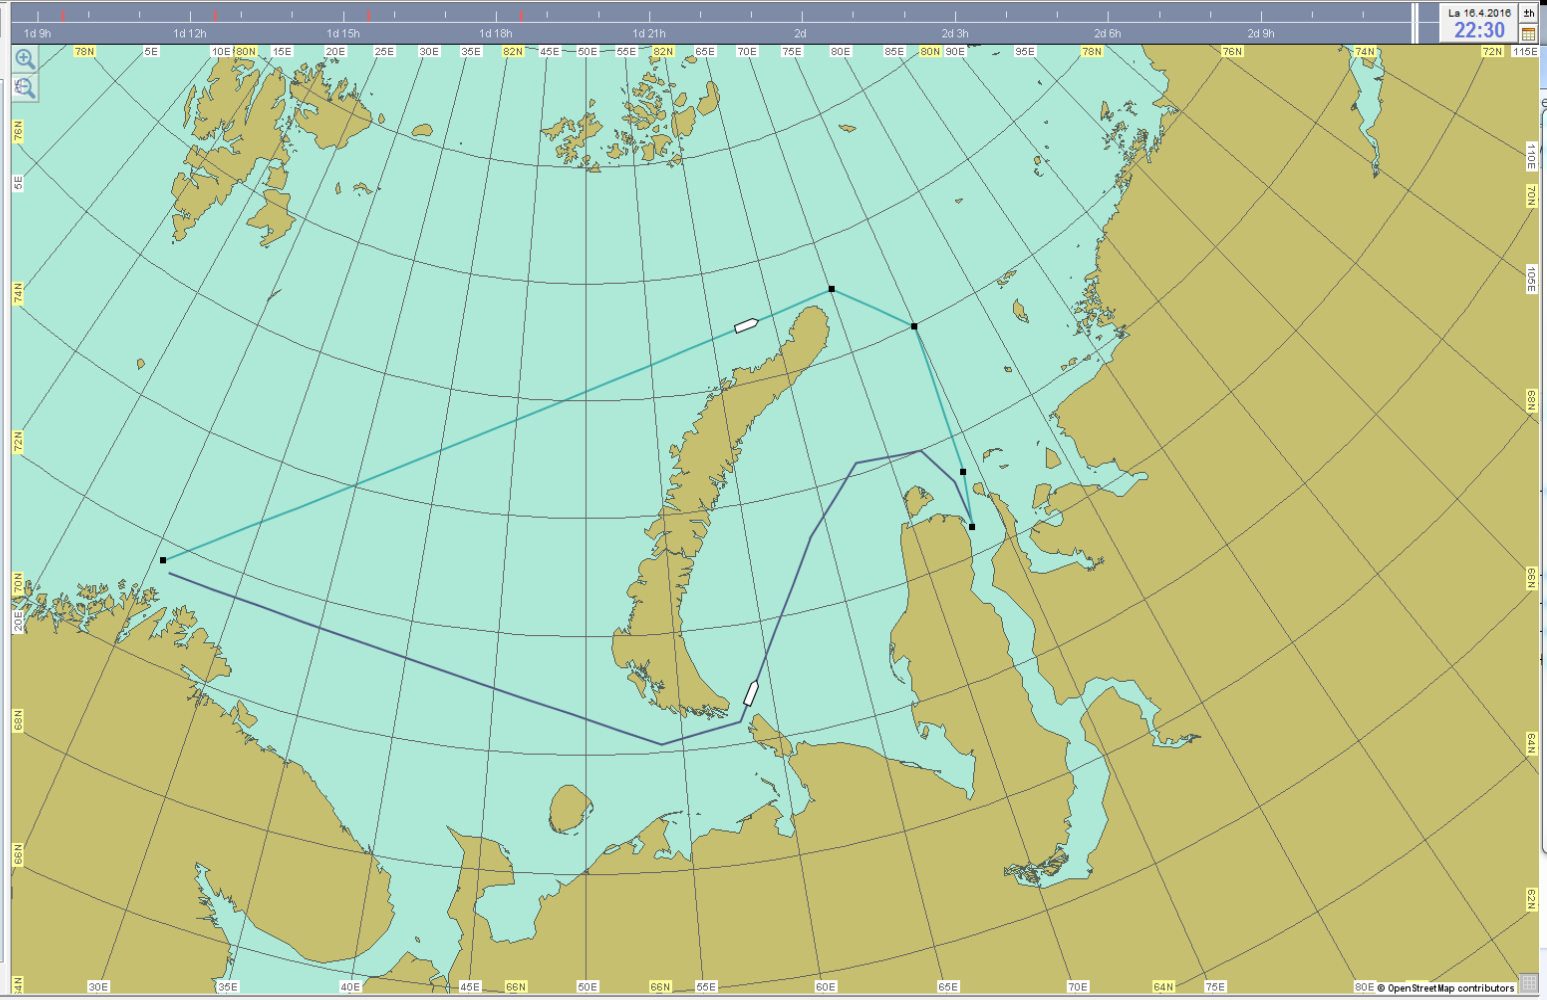 La 16.4.2016
22:30
1d 9h 1d 12h 1d 15h 1d 18h 1d 21h 2d 2d 3h 2d 6h 2d 9h
78N 5E 10E 80N 15E 20E 25E 30E 35E 82N 45E 50E 55E 82N 65E 70E 75E 80E 85E 80N 90E 95E 78N 76N 74N 72N 115E
76N
110E
5E
70N
105E
74N
68N
72N
66N
70N
20E
68N
64N
66N
62N
30E 35E 40E 45E 66N 50E 66N 55E 60E 65E 70E 64N 75E 80E
© OpenStreetMap contributors